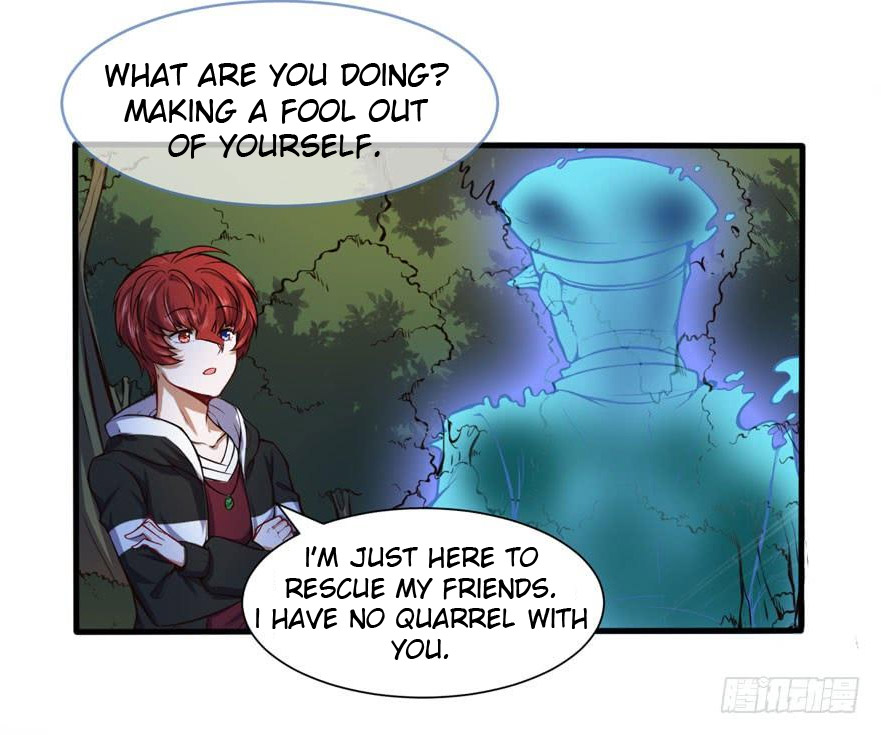 WHAT ARE YOU DOING?
MAKING A FOOL OUT
OF YOURSELF.
I'M JUST HERE TO
RESCUE MY FRIENDS.
I HAVE NO QUARREL WITH
YOU.
腾讯动漫